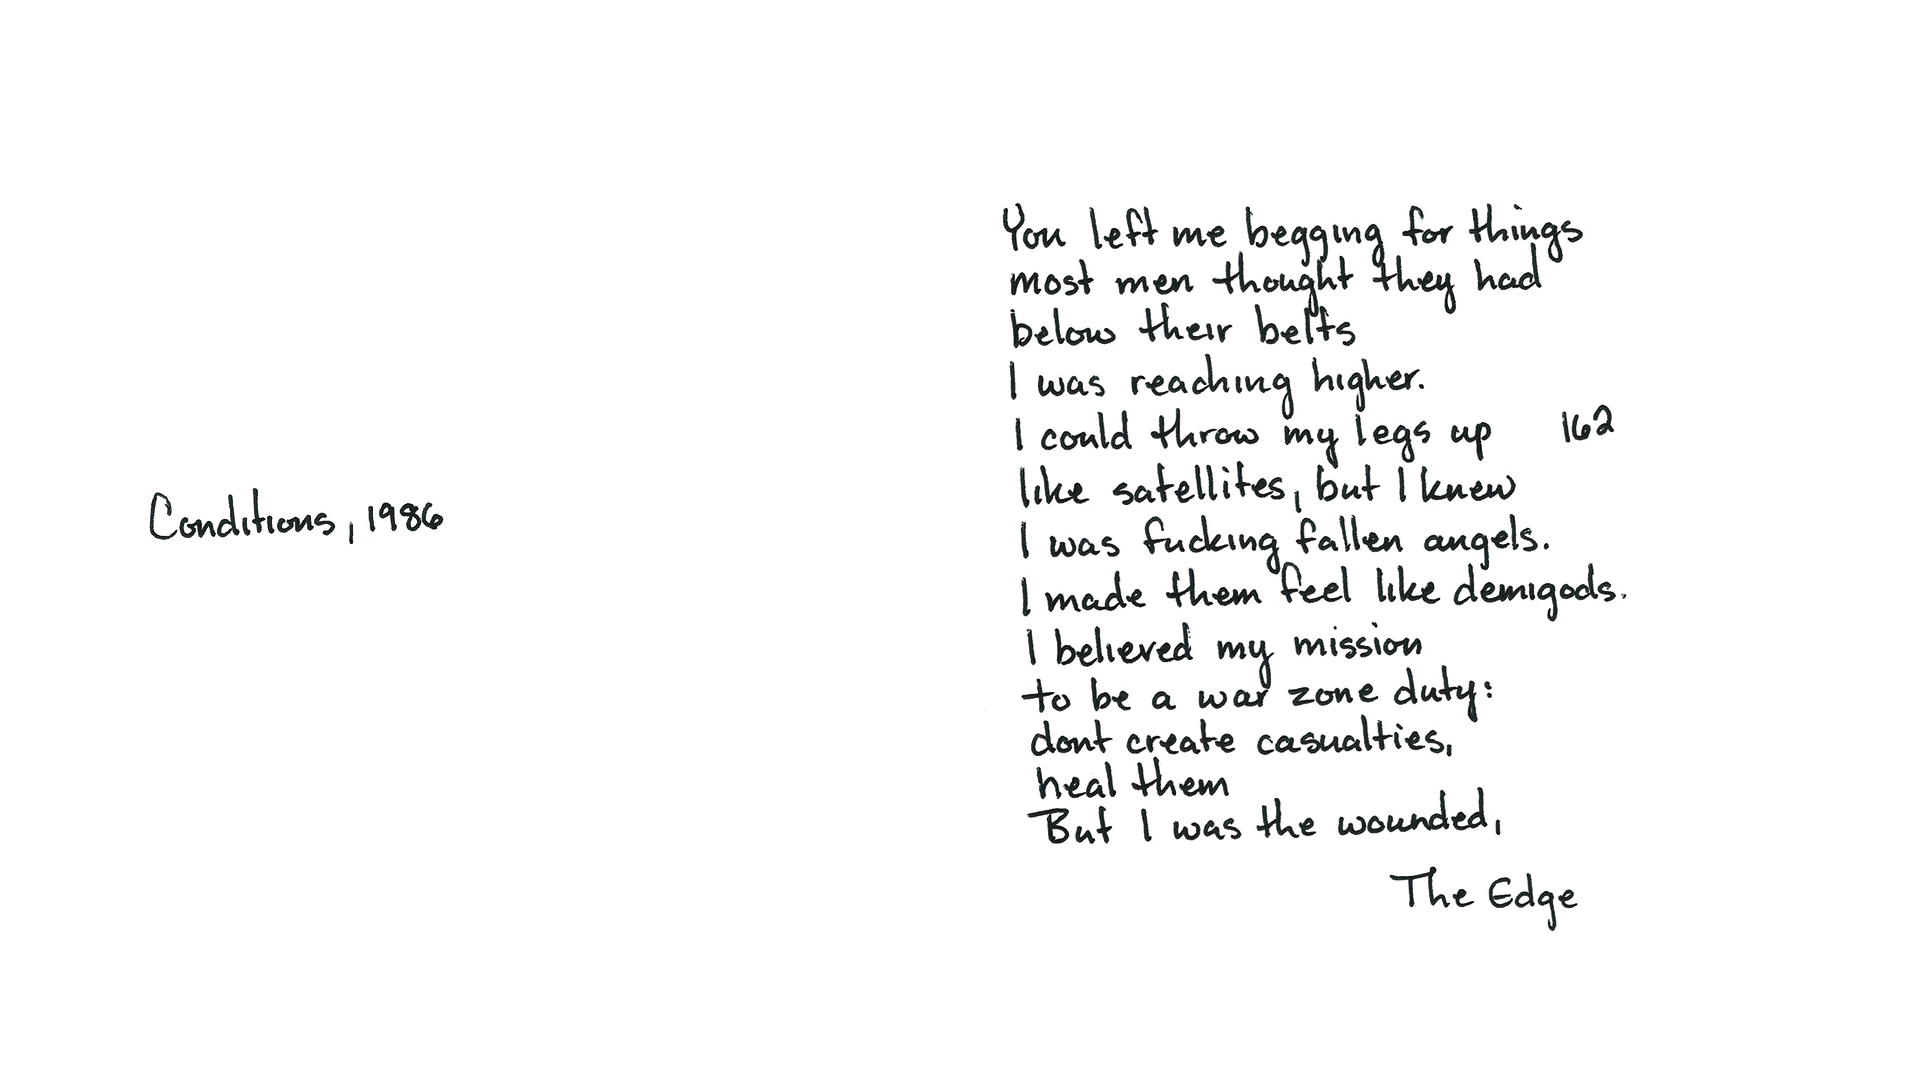 Conditions, 1986
You left me begging for things
most men thought they had
below their belts
I was reaching higher.
I could throw my legs up 162
like satellites, but I knew
I was fucking fallen angels.
I made them feel like demigods.
I believed my mission
to be a war zone duty:
dont create casualties,
heal them
But I was the wounded,
The Edge